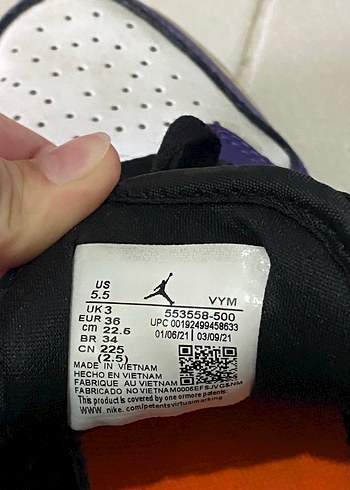 US
5.5
VYM
UK 3
EUR 36
cm 22.5
BR 34
CN 225
(2.5)
553558-500
UPC 00192499458633
01/06/21 | 03/09/21
MADE IN VIETNAM
HECHO EN VIETNAM
FABRIQUE AU VIETNAM
FABRICADO NO VIETNAM
This product is covered by one or more patents.
www.nike.com/patentsvirtualmarking